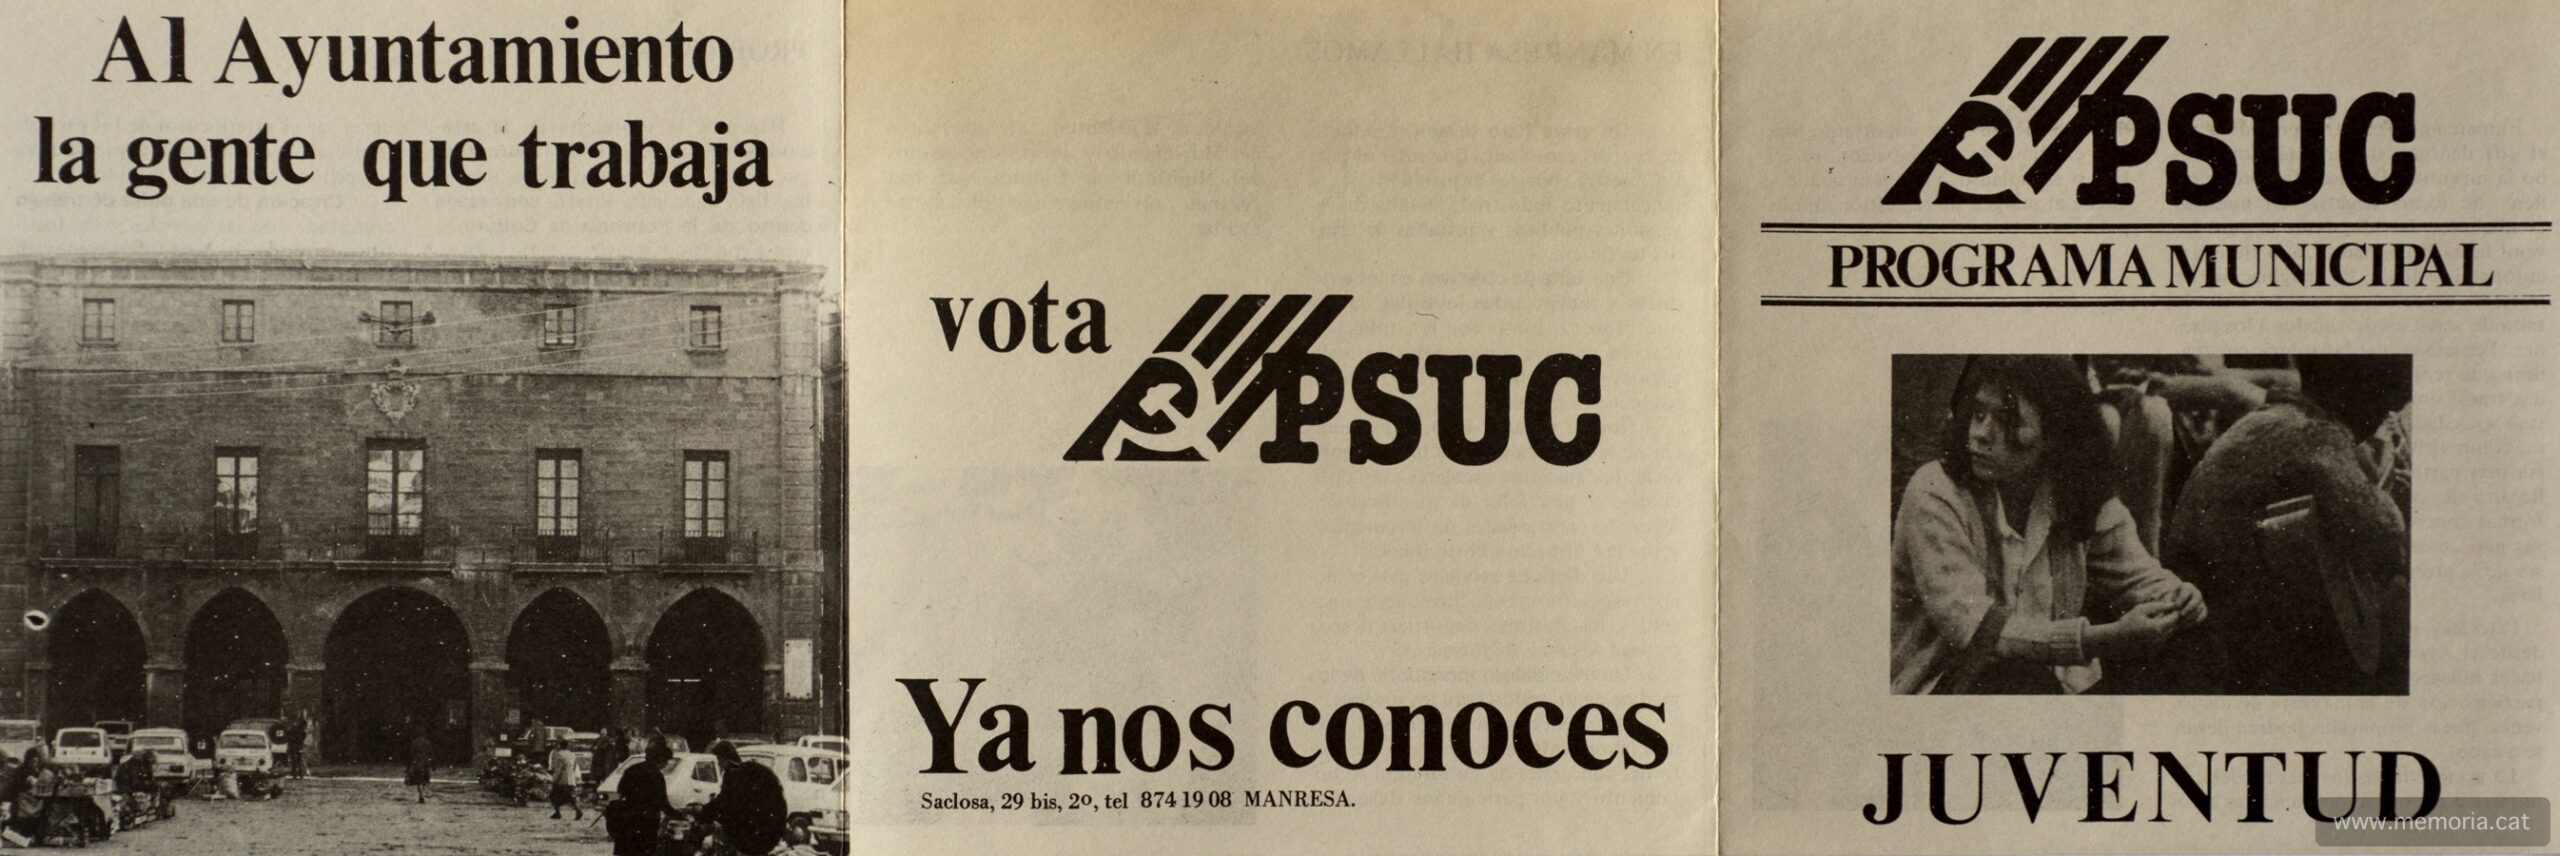 Al Ayuntamiento
la gente que trabaja
vota
PSUC
Ya nos conoces
Saclosa, 29 bis, 2º, tel 874 19 08 MANRESA.
PSUC
PROGRAMA MUNICIPAL
JUVENTUD
www.memoria.cat